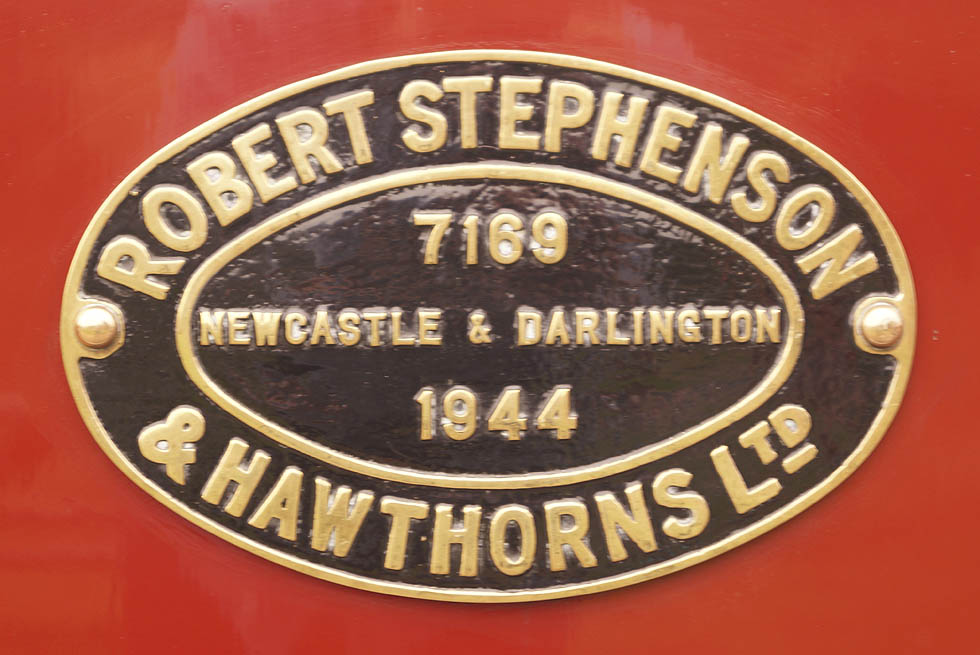 ROBERT STEPHENSON
7169
NEWCASTLE & DARLINGTON
1944
& HAWTHORNS LTD